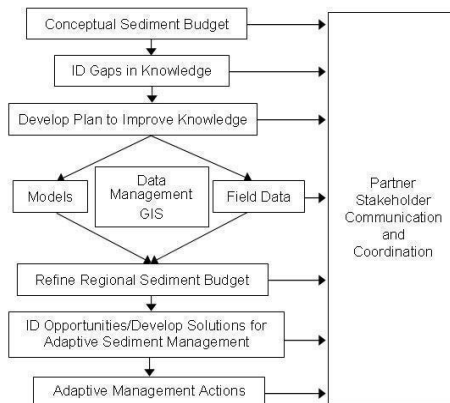 Conceptual Sediment Budget
ID Gaps in Knowledge
Develop Plan to Improve Knowledge
Models
Data
Management
GIS
Field Data
Refine Regional Sediment Budget
ID Opportunities/Develop Solutions for
Adaptive Sediment Management
Adaptive Management Actions
Partner
Stakeholder
Communication
and
Coordination